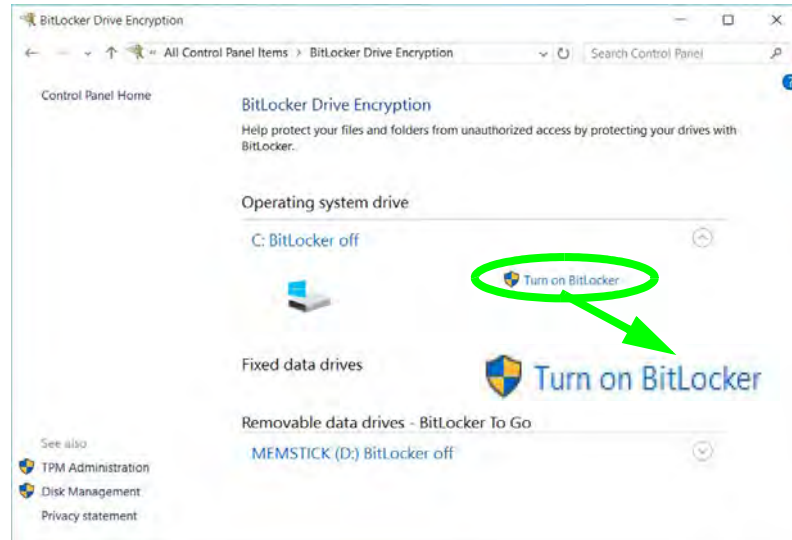 BitLocker Drive Encryption
All Control Panel Items > BitLocker Drive Encryption
Search Control Panel
Control Panel Home
BitLocker Drive Encryption
Help protect your files and folders from unauthorized access by protecting your drives with
BitLocker.
Operating system drive
C: BitLocker off
Turn on BitLocker
Fixed data drives
Turn on BitLocker
Removable data drives - BitLocker To Go
MEMSTICK (D:) BitLocker off
See also
TPM Administration
Disk Management
Privacy statement